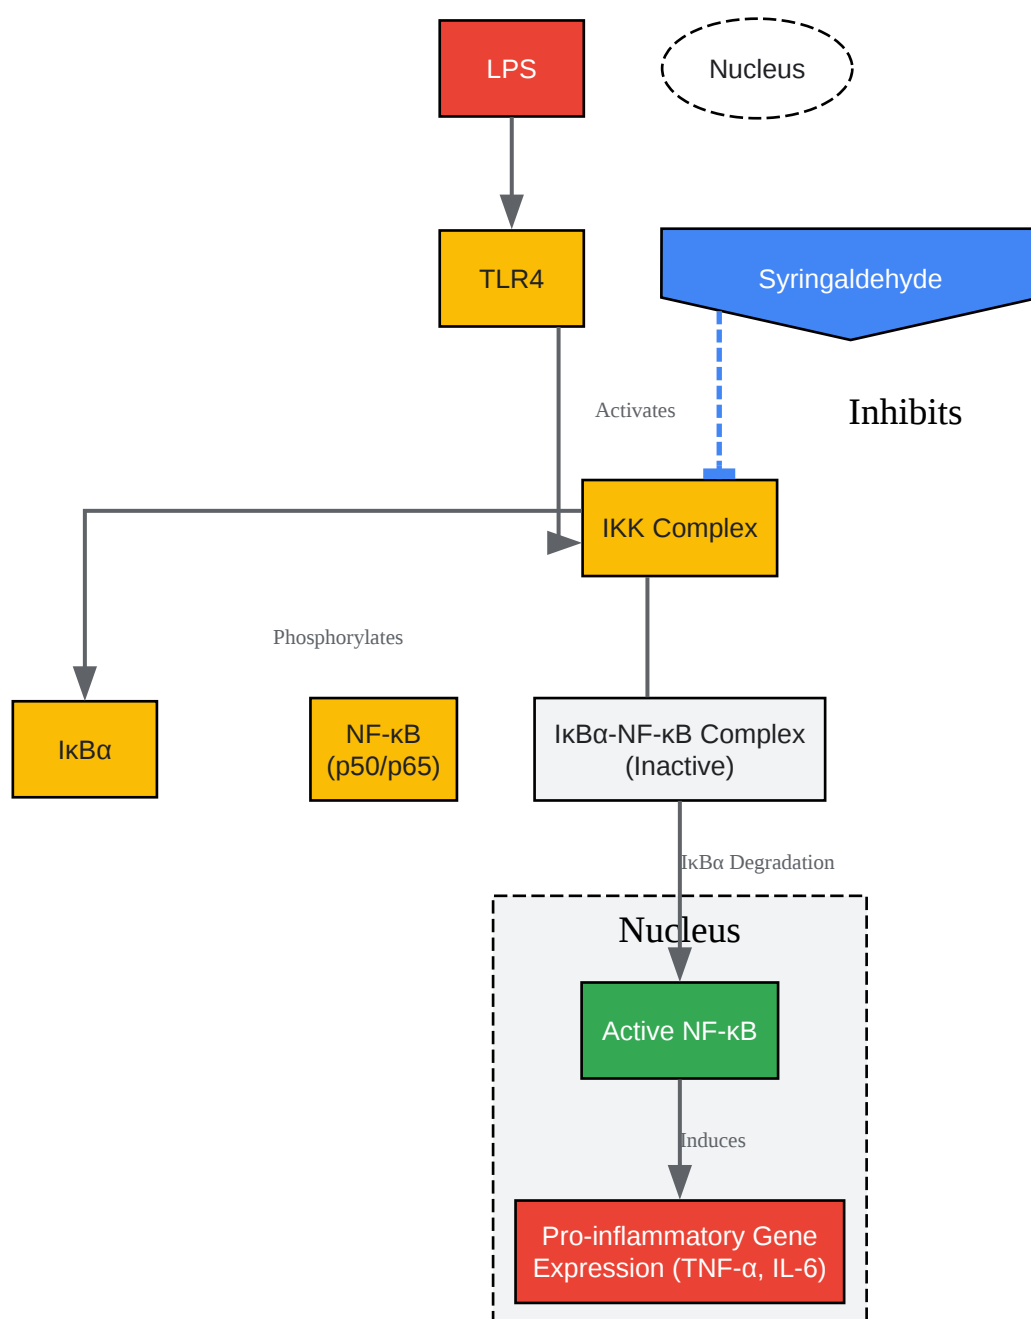 LPS
Nucleus
TLR4
Syringaldehyde
Activates
Inhibits
IKK Complex
Phosphorylates
IκBα
NF-κB
(p50/p65)
IκBα-NF-κB Complex
(Inactive)
IκBα Degradation
Nucleus
Active NF-κB
Induces
Pro-inflammatory Gene
Expression (TNF-α, IL-6)